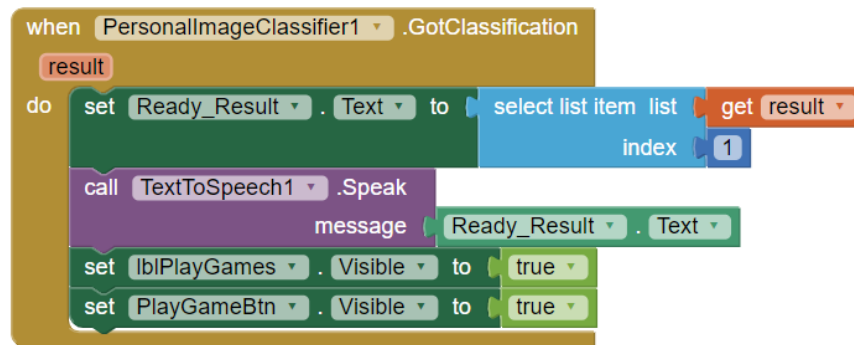 when PersonalImageClassifier1 .GotClassification
result
do set Ready_Result . Text to select list item list get result
index 1
call TextToSpeech1 .Speak
message Ready_Result . Text
set lblPlayGames . Visible to true
set PlayGameBtn . Visible to true